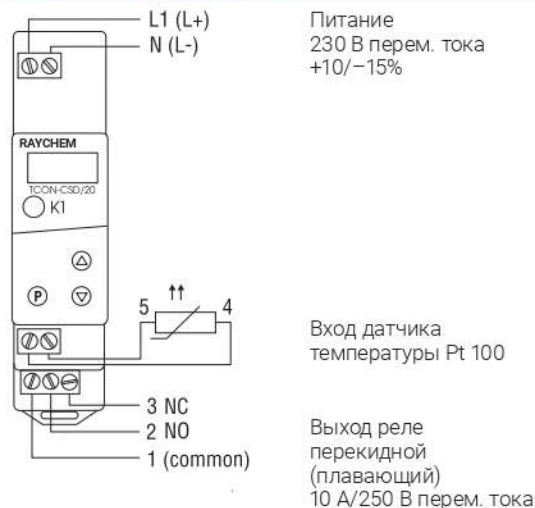 L1 (L+)
N (L-)
Питание
230 В перем. тока
+10/−15%
RAYCHEM
TCON-CSD/20
K1
P
5
4
Вход датчика
температуры Pt 100
3 NC
2 NO
1 (common)
Выход реле
перекидной
(плавающий)
10 А/250 В перем. тока